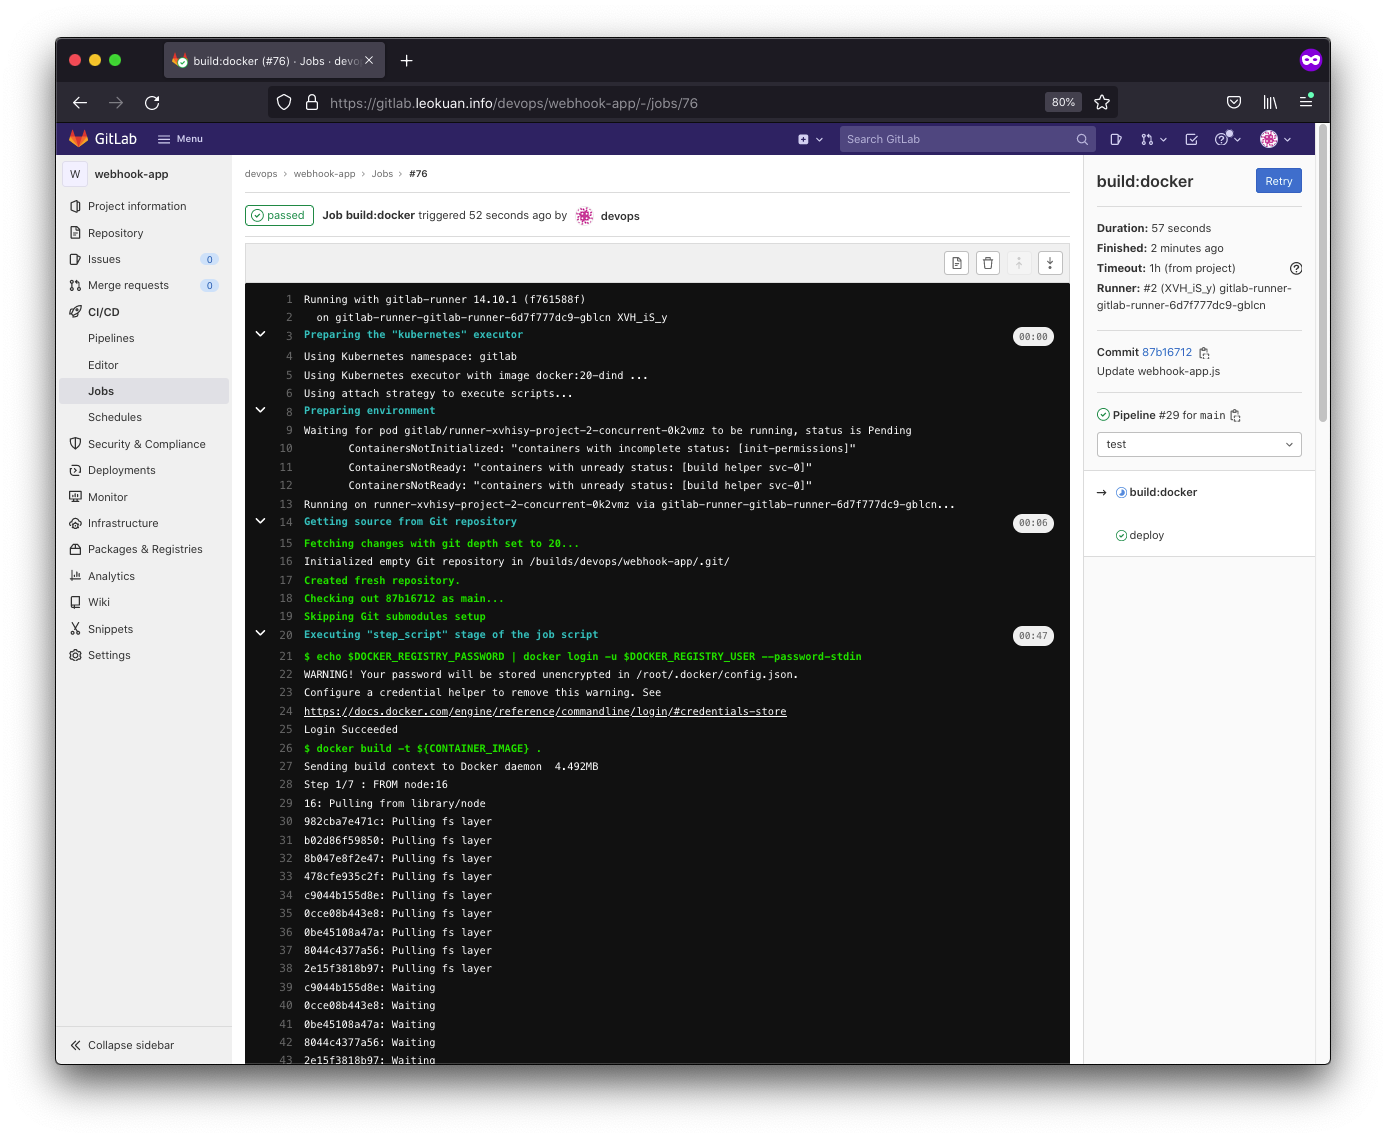 build:docker (#76) · Jobs · devo
https://gitlab.leokuan.info/devops/webhook-app/-/jobs/76
80%
GitLab
Menu
Search GitLab
W webhook-app
Project information
Repository
Issues 0
Merge requests 0
CI/CD
Pipelines
Editor
Jobs
Schedules
Security & Compliance
Deployments
Monitor
Infrastructure
Packages & Registries
Analytics
Wiki
Snippets
Settings
Collapse sidebar
devops › webhook-app › Jobs › #76
passed Job build:docker triggered 52 seconds ago by devops
1 Running with gitlab-runner 14.10.1 (f761588f)
2 on gitlab-runner-gitlab-runner-6d7f777dc9-gblcn XVH_iS_y
3 Preparing the "kubernetes" executor 00:00
4 Using Kubernetes namespace: gitlab
5 Using Kubernetes executor with image docker:20-dind ...
6 Using attach strategy to execute scripts...
8 Preparing environment
9 Waiting for pod gitlab/runner-xvhisy-project-2-concurrent-0k2vmz to be running, status is Pending
10 ContainersNotInitialized: "containers with incomplete status: [init-permissions]"
11 ContainersNotReady: "containers with unready status: [build helper svc-0]"
12 ContainersNotReady: "containers with unready status: [build helper svc-0]"
13 Running on runner-xvhisy-project-2-concurrent-0k2vmz via gitlab-runner-gitlab-runner-6d7f777dc9-gblcn...
14 Getting source from Git repository 00:06
15 Fetching changes with git depth set to 20...
16 Initialized empty Git repository in /builds/devops/webhook-app/.git/
17 Created fresh repository.
18 Checking out 87b16712 as main...
19 Skipping Git submodules setup
20 Executing "step_script" stage of the job script 00:47
21 $ echo $DOCKER_REGISTRY_PASSWORD | docker login -u $DOCKER_REGISTRY_USER --password-stdin
22 WARNING! Your password will be stored unencrypted in /root/.docker/config.json.
23 Configure a credential helper to remove this warning. See
24 https://docs.docker.com/engine/reference/commandline/login/#credentials-store
25 Login Succeeded
26 $ docker build -t ${CONTAINER_IMAGE} .
27 Sending build context to Docker daemon 4.492MB
28 Step 1/7 : FROM node:16
29 16: Pulling from library/node
30 982cba7e471c: Pulling fs layer
31 b02d86f59850: Pulling fs layer
32 8b047e8f2e47: Pulling fs layer
33 478cfe935c2f: Pulling fs layer
34 c9044b155d8e: Pulling fs layer
35 0cce08b443e8: Pulling fs layer
36 0be45108a47a: Pulling fs layer
37 8044c4377a56: Pulling fs layer
38 2e15f3818b97: Pulling fs layer
39 c9044b155d8e: Waiting
40 0cce08b443e8: Waiting
41 0be45108a47a: Waiting
42 8044c4377a56: Waiting
43 2e15f3818b97: Waiting
build:docker Retry
Duration: 57 seconds
Finished: 2 minutes ago
Timeout: 1h (from project)
Runner: #2 (XVH_iS_y) gitlab-runner-
gitlab-runner-6d7f777dc9-gblcn
Commit 87b16712
Update webhook-app.js
Pipeline #29 for main
test
→ build:docker
deploy